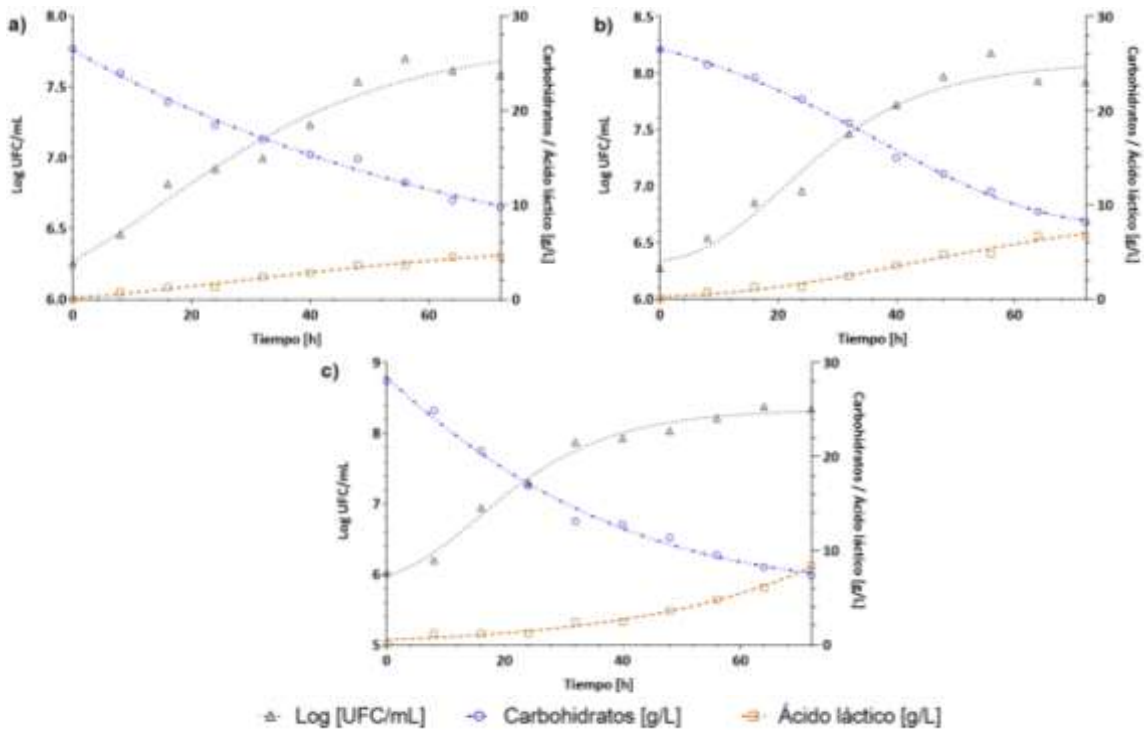 a)
8.0
7.5
7.0
6.5
6.0
Log UFC/mL
30
20
10
0
Carbohidratos / Ácido láctico [g/L]
0 20 40 60
Tiempo [h]
b)
8.5
8.0
7.5
7.0
6.5
6.0
Log UFC/mL
30
20
10
0
Carbohidratos / Ácido láctico [g/L]
0 20 40 60
Tiempo [h]
c)
9
8
7
6
5
Log UFC/mL
30
20
10
0
Carbohidratos / Ácido láctico [g/L]
0 20 40 60
Tiempo [h]
Log [UFC/mL] Carbohidratos [g/L] Ácido láctico [g/L]